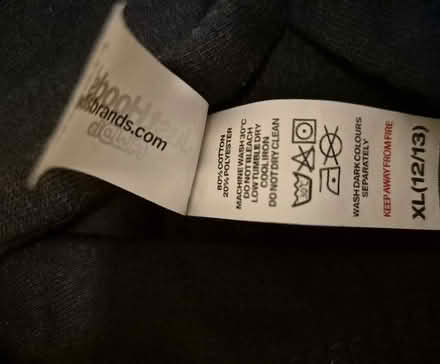 brands.com
80% COTTON
20% POLYESTER
MACHINE WASH 30°C
DO NOT BLEACH
LOW TUMBLE DRY
COOL IRON
DO NOT DRY CLEAN
WASH DARK COLOURS
SEPARATELY
KEEP AWAY FROM FIRE
XL(12/13)